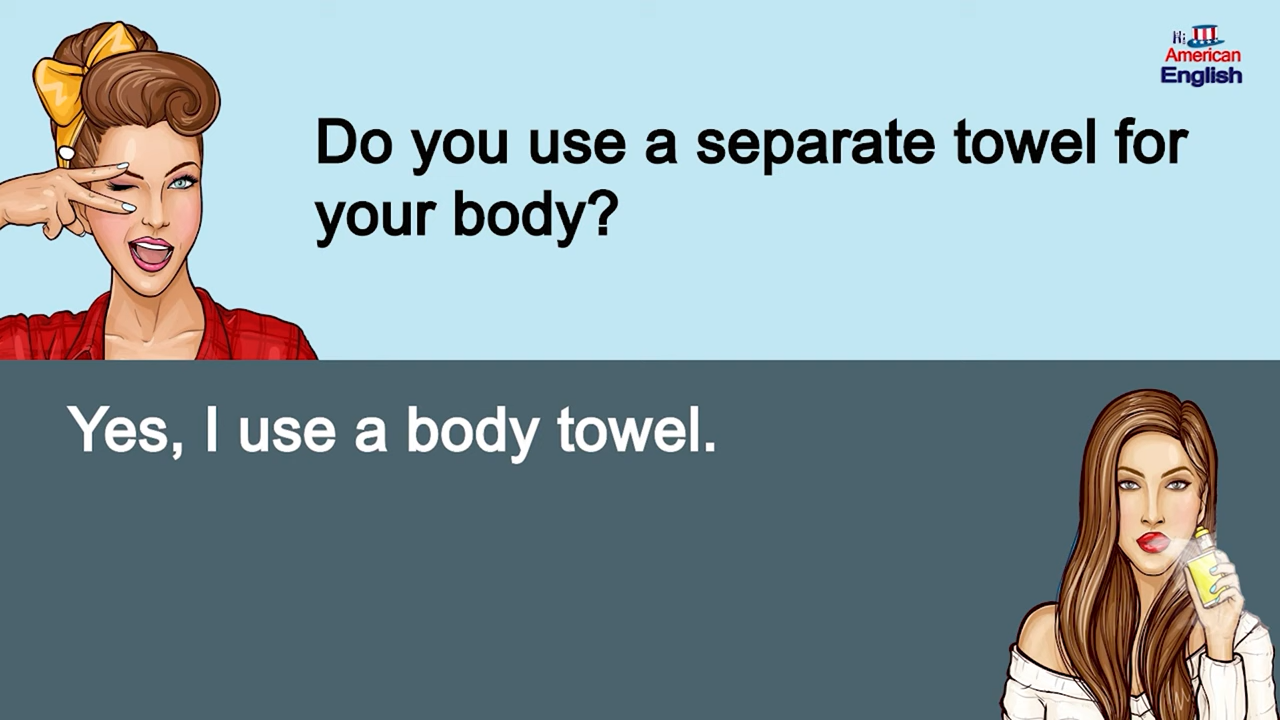 Hi
American
English
Do you use a separate towel for
your body?
Yes, I use a body towel.